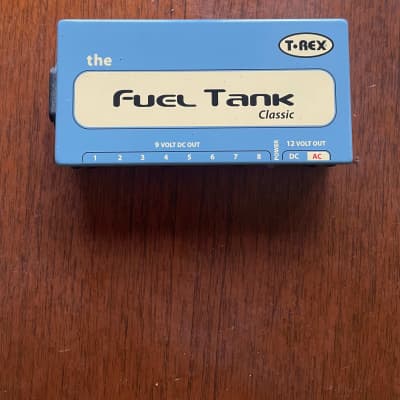 T·REX
the
Fuel Tank
Classic
9 VOLT DC OUT
12 VOLT OUT
1 2 3 4 5 6 7 8 POWER DC AC